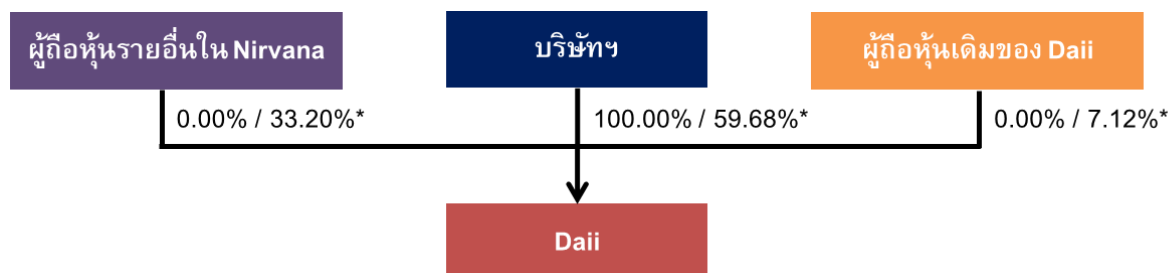 ผู้ถือหุ้นรายอื่นใน Nirvana
บริษัทฯ
ผู้ถือหุ้นเดิมของ Daii
0.00% / 33.20%*
100.00% / 59.68%*
0.00% / 7.12%*
Daii